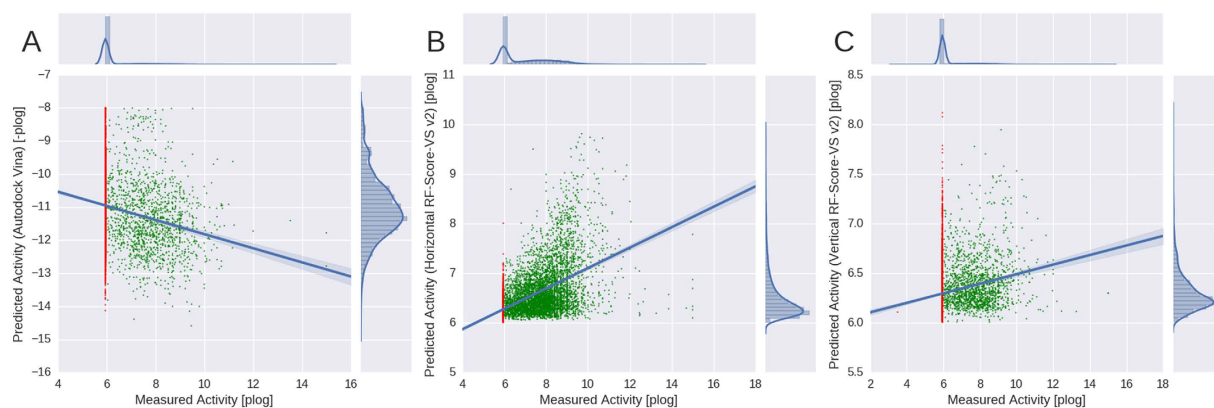 A
−7
−8
−9
−10
−11
−12
−13
−14
−15
−16
Predicted Activity (Autodock Vina) [-plog]
4 6 8 10 12 14 16
Measured Activity [plog]
B
11
10
9
8
7
6
5
Predicted Activity (Horizontal RF-Score-VS v2) [plog]
4 6 8 10 12 14 16 18
Measured Activity [plog]
C
8.5
8.0
7.5
7.0
6.5
6.0
5.5
Predicted Activity (Vertical RF-Score-VS v2) [plog]
2 4 6 8 10 12 14 16 18
Measured Activity [plog]